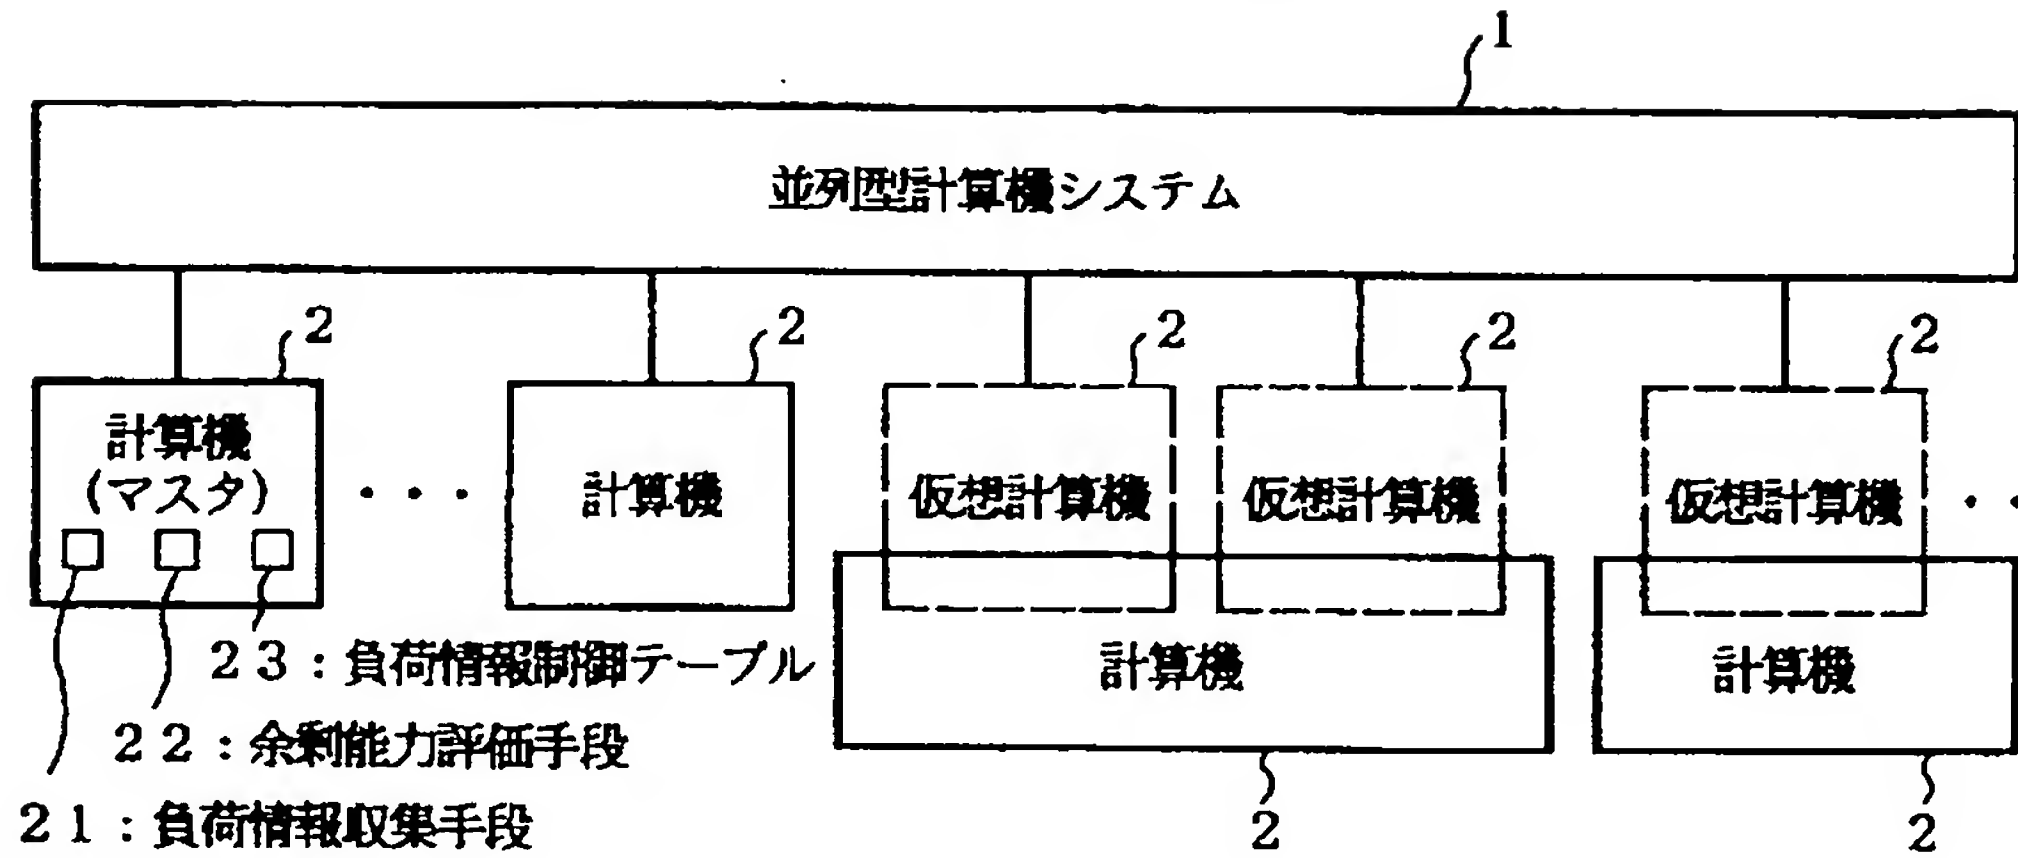 1
並列型計算機システム
2
2
2
2
2
計算機
(マスタ)
・・・
計算機
仮想計算機
仮想計算機
仮想計算機
・・
計算機
計算機
23:負荷情報制御テーブル
22:余剰能力評価手段
21:負荷情報収集手段
2
2